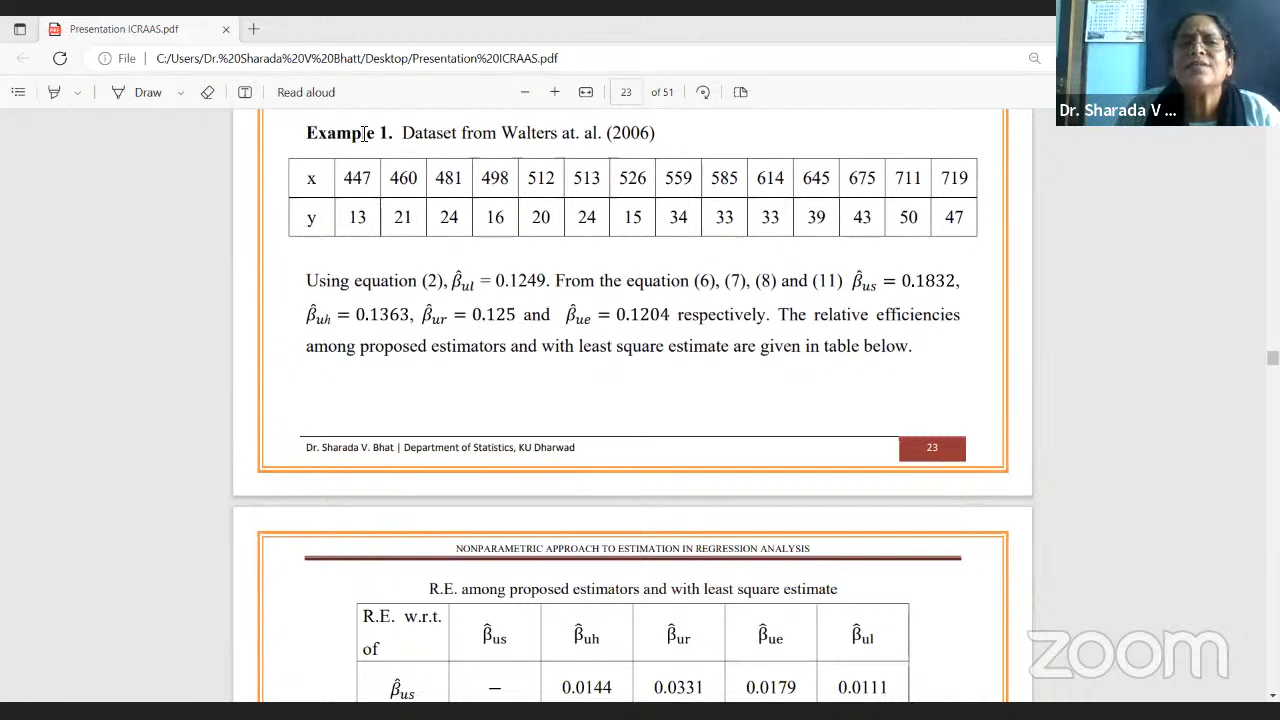 Presentation ICRAAS.pdf
File C:/Users/Dr.%20Sharada%20V%20Bhatt/Desktop/Presentation%20ICRAAS.pdf
Draw Read aloud 23 of 51
Dr. Sharada V ...
Example 1. Dataset from Walters at. al. (2006)
x 447 460 481 498 512 513 526 559 585 614 645 675 711 719
y 13 21 24 16 20 24 15 34 33 33 39 43 50 47
Using equation (2), β̂ul = 0.1249. From the equation (6), (7), (8) and (11) β̂us = 0.1832,
β̂uh = 0.1363, β̂ur = 0.125 and β̂ue = 0.1204 respectively. The relative efficiencies
among proposed estimators and with least square estimate are given in table below.
Dr. Sharada V. Bhat | Department of Statistics, KU Dharwad 23
NONPARAMETRIC APPROACH TO ESTIMATION IN REGRESSION ANALYSIS
R.E. among proposed estimators and with least square estimate
R.E. w.r.t.
of β̂us β̂uh β̂ur β̂ue β̂ul
β̂us – 0.0144 0.0331 0.0179 0.0111
zoom